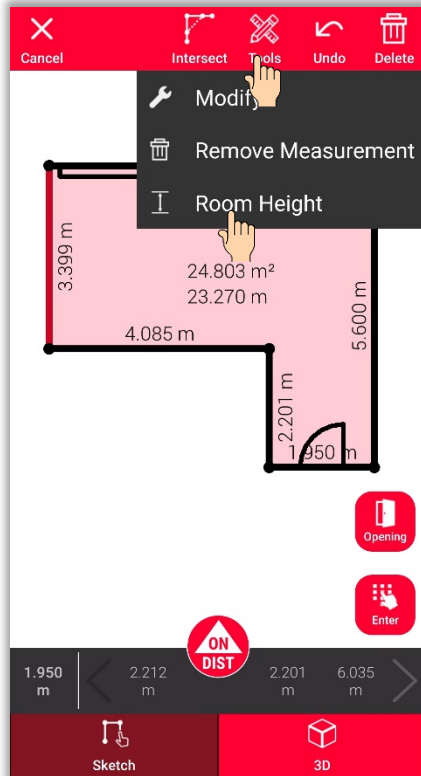 Cancel
Intersect
Tools
Undo
Delete
Modify
Remove Measurement
Room Height
3.399 m
24.803 m²
23.270 m
4.085 m
5.600 m
2.201 m
1.950 m
Opening
Enter
ON
DIST
1.950
m
2.212
m
2.201
m
6.035
m
Sketch
3D